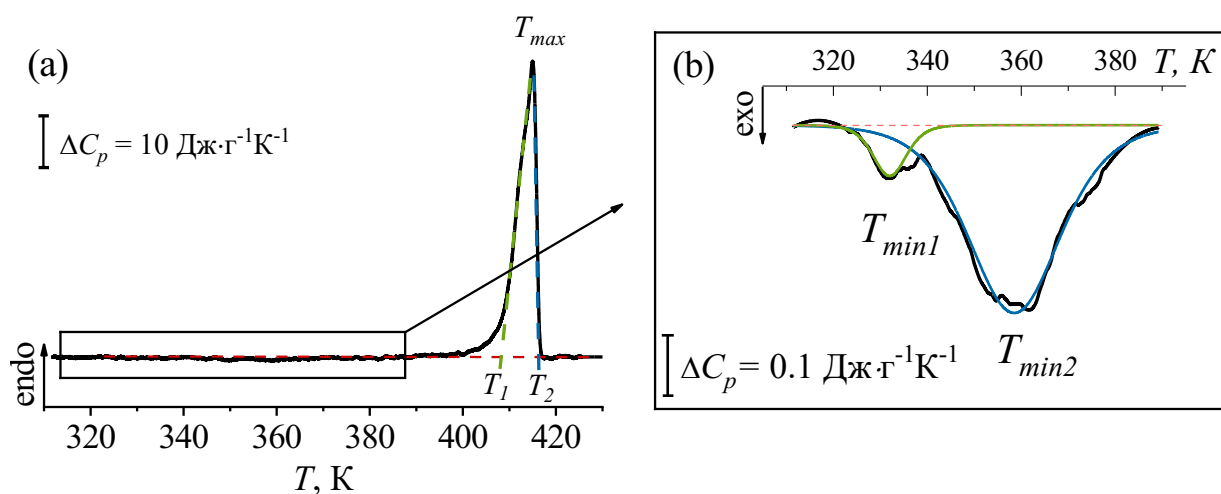 (a)
T_max
ΔC_p = 10 Дж·г⁻¹К⁻¹
endo
T_1
T_2
320 340 360 380 400 420
T, К
(b)
320 340 360 380 T, К
exo
T_min1
T_min2
ΔC_p = 0.1 Дж·г⁻¹К⁻¹